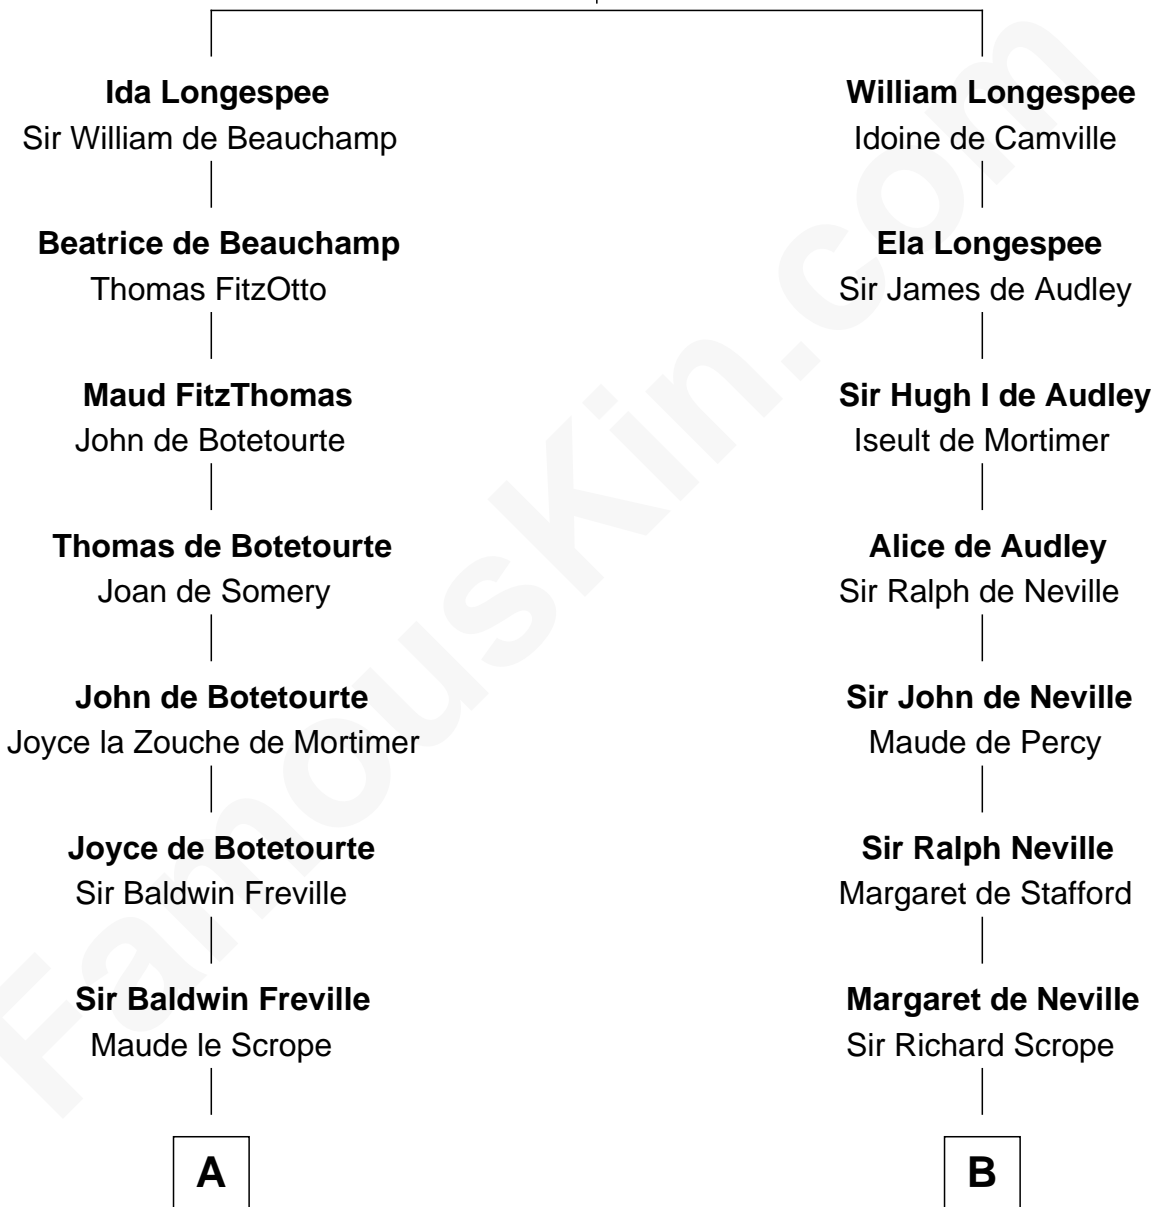 Ida Longespee
Sir William de Beauchamp
Beatrice de Beauchamp
Thomas FitzOtto
Maud FitzThomas
John de Botetourte
Thomas de Botetourte
Joan de Somery
John de Botetourte
Joyce la Zouche de Mortimer
Joyce de Botetourte
Sir Baldwin Freville
Sir Baldwin Freville
Maude le Scrope
A
William Longespee
Idoine de Camville
Ela Longespee
Sir James de Audley
Sir Hugh I de Audley
Iseult de Mortimer
Alice de Audley
Sir Ralph de Neville
Sir John de Neville
Maude de Percy
Sir Ralph Neville
Margaret de Stafford
Margaret de Neville
Sir Richard Scrope
B
FamousKin.com